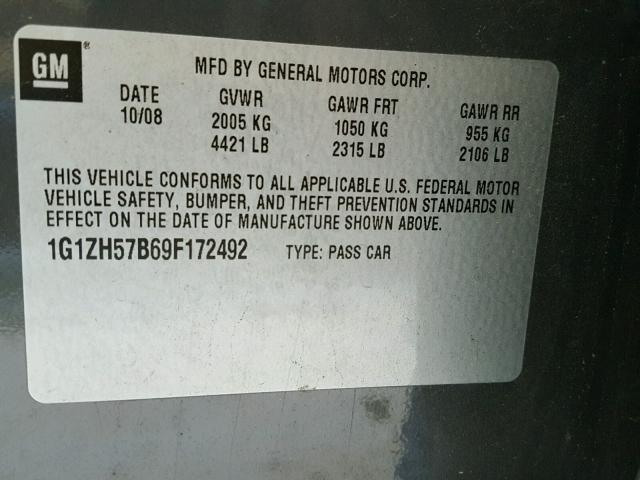 GM ®
MFD BY GENERAL MOTORS CORP.
DATE GVWR GAWR FRT GAWR RR
10/08 2005 KG 1050 KG 955 KG
4421 LB 2315 LB 2106 LB
THIS VEHICLE CONFORMS TO ALL APPLICABLE U.S. FEDERAL MOTOR
VEHICLE SAFETY, BUMPER, AND THEFT PREVENTION STANDARDS IN
EFFECT ON THE DATE OF MANUFACTURE SHOWN ABOVE.
1G1ZH57B69F172492 TYPE: PASS CAR